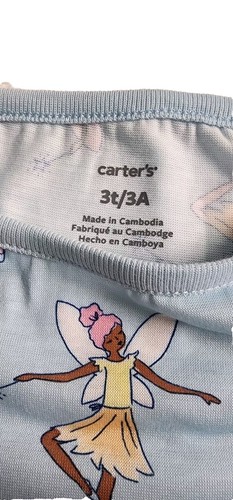 carter's®
3t/3A
Made in Cambodia
Fabriqué au Cambodge
Hecho en Camboya